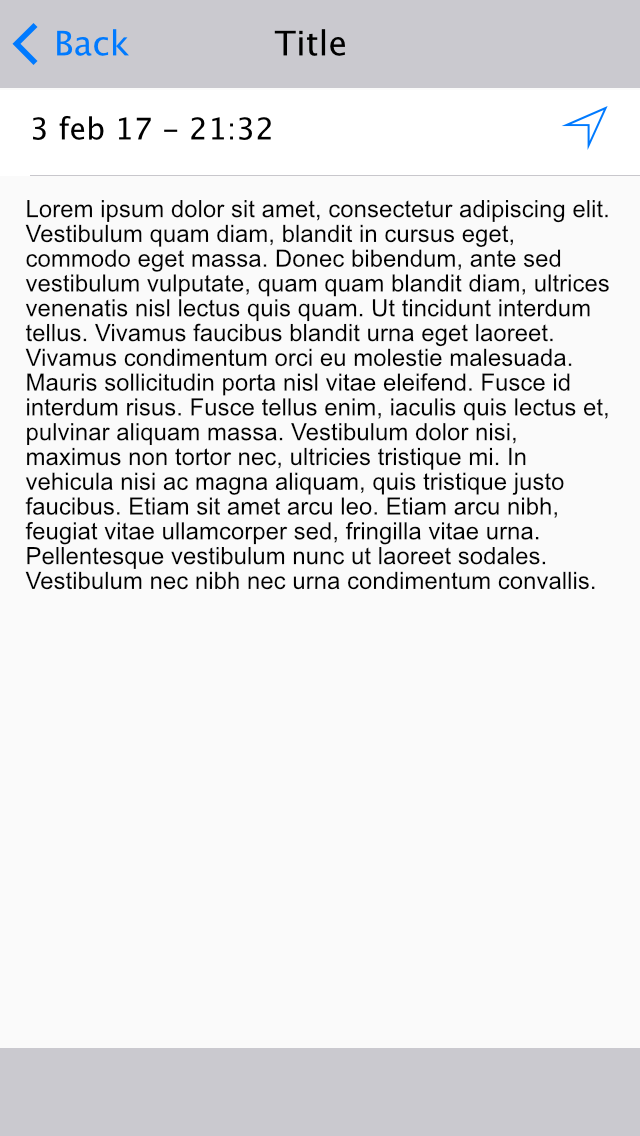 Back
Title
3 feb 17 – 21:32
Lorem ipsum dolor sit amet, consectetur adipiscing elit.
Vestibulum quam diam, blandit in cursus eget,
commodo eget massa. Donec bibendum, ante sed
vestibulum vulputate, quam quam blandit diam, ultrices
venenatis nisl lectus quis quam. Ut tincidunt interdum
tellus. Vivamus faucibus blandit urna eget laoreet.
Vivamus condimentum orci eu molestie malesuada.
Mauris sollicitudin porta nisl vitae eleifend. Fusce id
interdum risus. Fusce tellus enim, iaculis quis lectus et,
pulvinar aliquam massa. Vestibulum dolor nisi,
maximus non tortor nec, ultricies tristique mi. In
vehicula nisi ac magna aliquam, quis tristique justo
faucibus. Etiam sit amet arcu leo. Etiam arcu nibh,
feugiat vitae ullamcorper sed, fringilla vitae urna.
Pellentesque vestibulum nunc ut laoreet sodales.
Vestibulum nec nibh nec urna condimentum convallis.